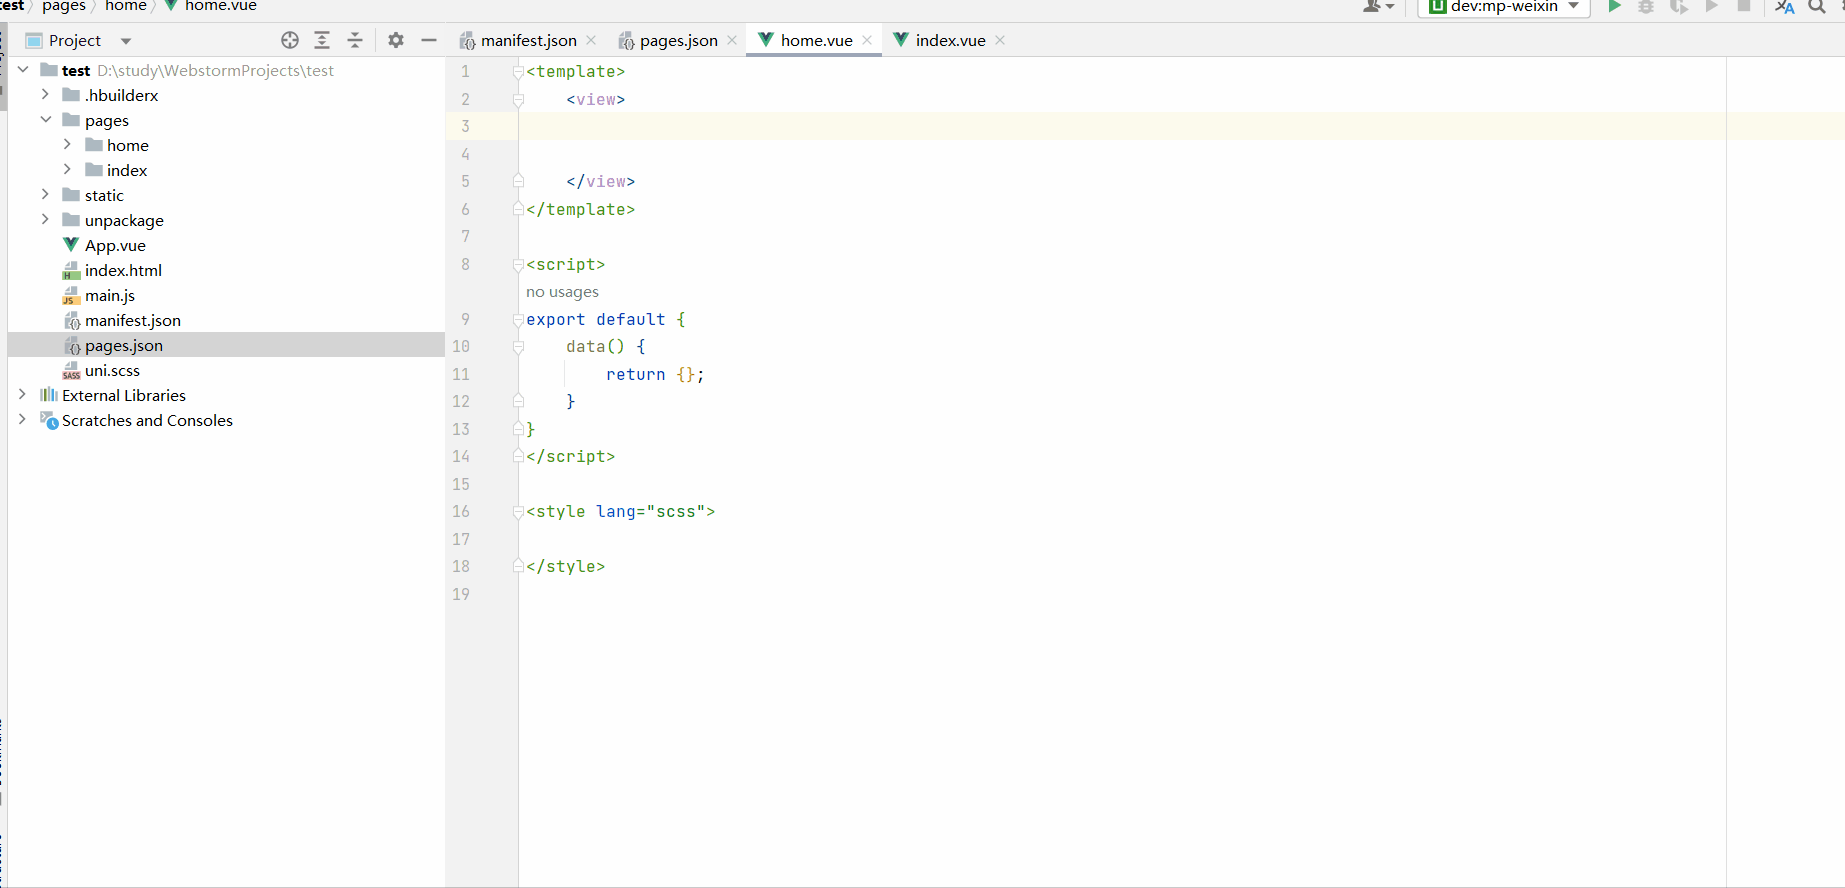 test pages home home.vue
dev:mp-weixin
Project
manifest.json pages.json home.vue index.vue
test D:\study\WebstormProjects\test
.hbuilderx
pages
home
index
static
unpackage
App.vue
index.html
main.js
manifest.json
pages.json
uni.scss
External Libraries
Scratches and Consoles
1 <template>
2 <view>
3
4
5 </view>
6 </template>
7
8 <script>
no usages
9 export default {
10 data() {
11 return {};
12 }
13 }
14 </script>
15
16 <style lang="scss">
17
18 </style>
19